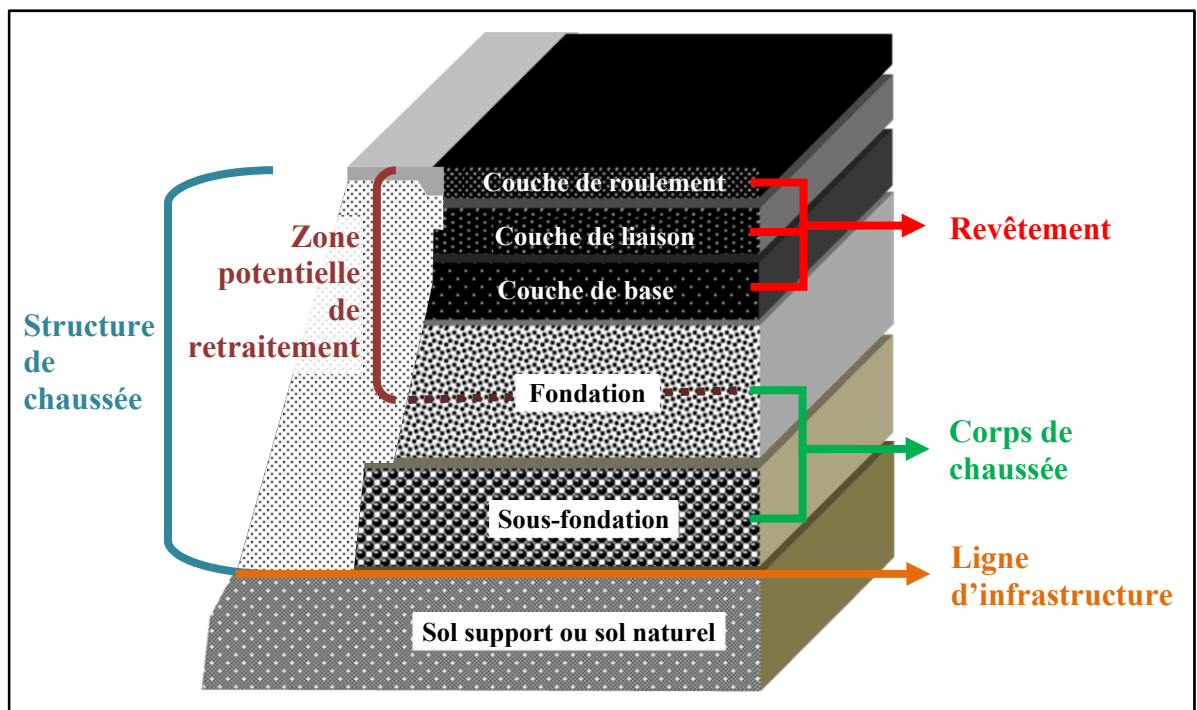 Couche de roulement
Couche de liaison
Couche de base
Revêtement
Zone
potentielle
de
retraitement
Structure
de
chaussée
Fondation
Corps de
chaussée
Sous-fondation
Ligne
d’infrastructure
Sol support ou sol naturel